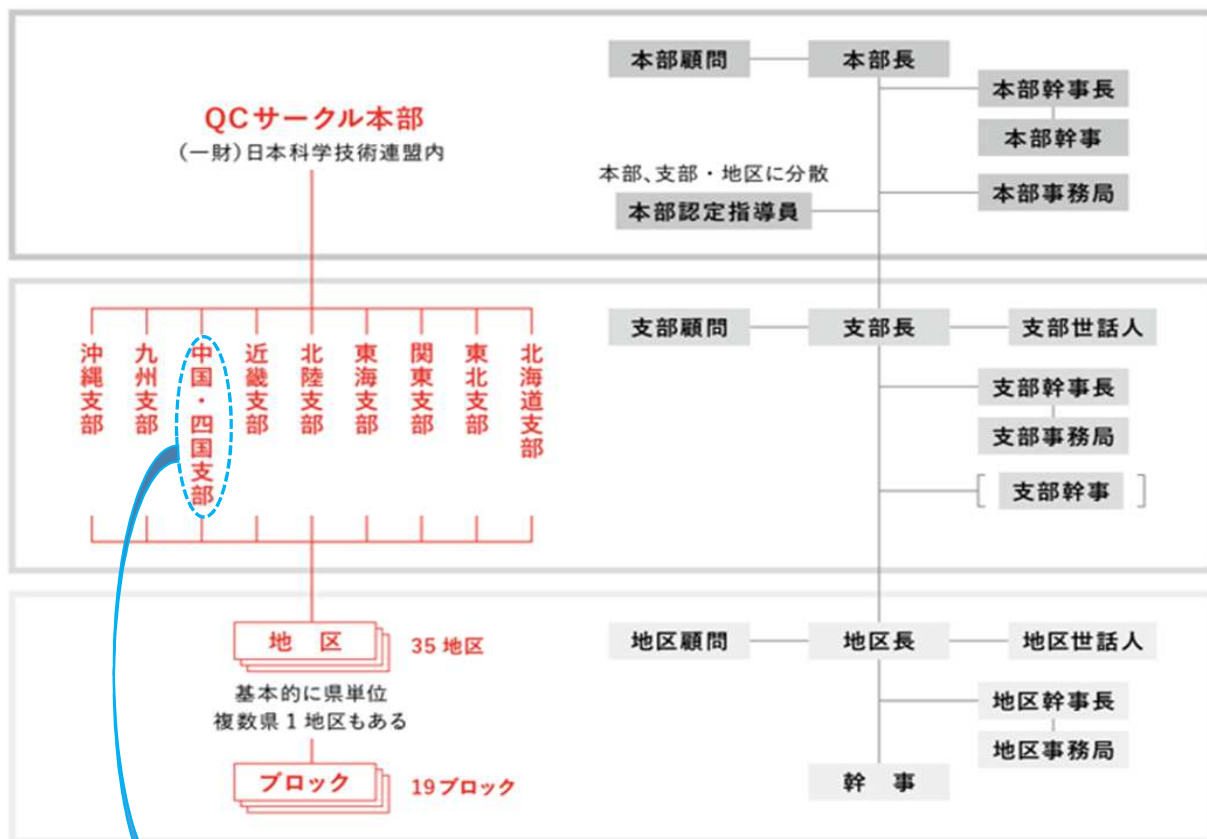 QCサークル本部
(一財)日本科学技術連盟内
本部顧問
本部長
本部幹事長
本部幹事
本部、支部・地区に分散
本部認定指導員
本部事務局
沖縄支部
九州支部
中国・四国支部
近畿支部
北陸支部
東海支部
関東支部
東北支部
北海道支部
支部顧問
支部長
支部世話人
支部幹事長
支部事務局
[支部幹事]
地 区
35地区
基本的に県単位
複数県1地区もある
ブロック
19ブロック
地区顧問
地区長
地区世話人
地区幹事長
地区事務局
幹 事